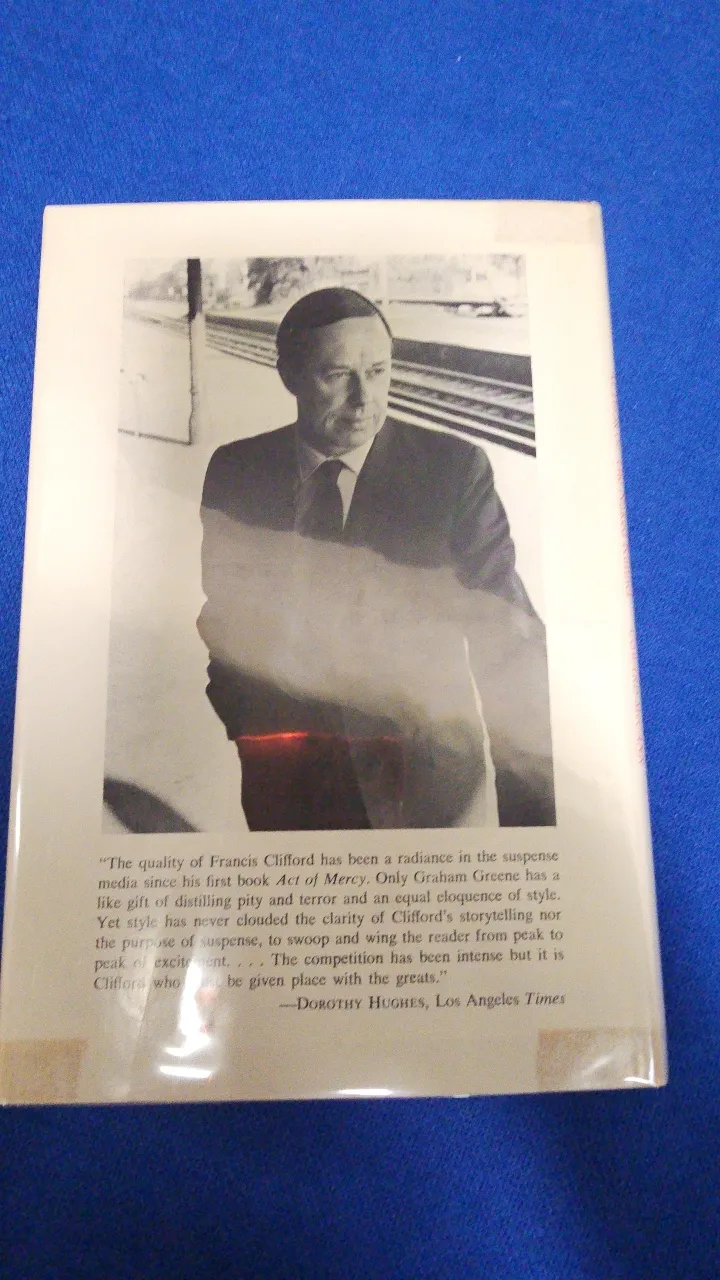 “The quality of Francis Clifford has been a radiance in the suspense
media since his first book Act of Mercy. Only Graham Greene has a
like gift of distilling pity and terror and an equal eloquence of style.
Yet style has never clouded the clarity of Clifford's storytelling nor
the purpose of suspense, to swoop and wing the reader from peak to
peak of excitement. . . . The competition has been intense but it is
Clifford who be given place with the greats.”
—DOROTHY HUGHES, Los Angeles Times